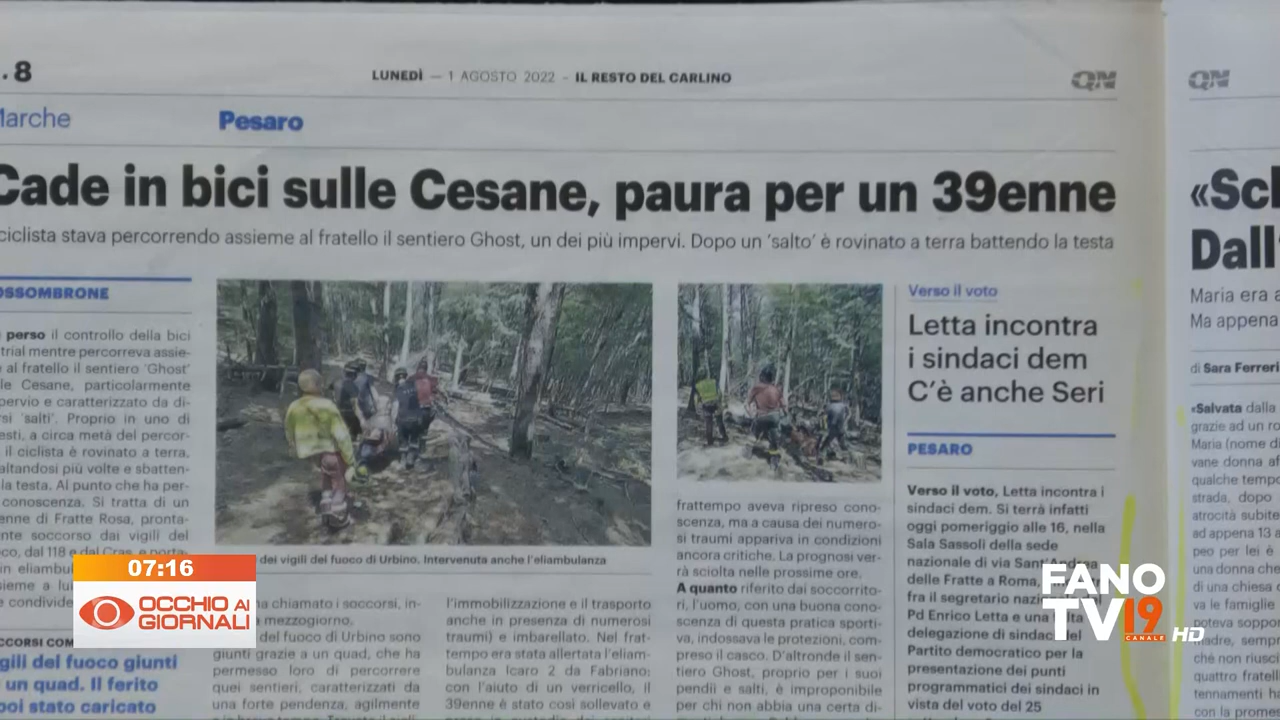 . 8
LUNEDÌ — 1 AGOSTO 2022 – IL RESTO DEL CARLINO
QN
QN
Marche
Pesaro
Cade in bici sulle Cesane, paura per un 39enne
ciclista stava percorrendo assieme al fratello il sentiero Ghost, un dei più impervi. Dopo un 'salto' è rovinato a terra battendo la testa
OSSOMBRONE
perso il controllo della bici
trial mentre percorreva assie-
al fratello il sentiero 'Ghost'
le Cesane, particolarmente
pervio e caratterizzato da di-
rsi 'salti'. Proprio in uno di
esti, a circa metà del percor-
il ciclista è rovinato a terra,
altandosi più volte e sbatten-
la testa. Al punto che ha per-
conoscenza. Si tratta di un
enne di Fratte Rosa, pronta-
nte soccorso dai vigili del
co, dal 118 e dal Cras, e porta-
in eliambu
sieme a lu
e condivide
CCORSI COM
gili del fuoco giunti
un quad. Il ferito
poi stato caricato
dei vigili del fuoco di Urbino. Intervenuta anche l'eliambulanza
ha chiamato i soccorsi, in-
mezzogiorno.
del fuoco di Urbino sono
giunti grazie a un quad, che ha
permesso loro di percorrere
quei sentieri, caratterizzati da
una forte pendenza, agilmente
l'immobilizzazione e il trasporto
anche in presenza di numerosi
traumi) e imbarellato. Nel frat-
tempo era stata allertata l'eliam-
bulanza Icaro 2 da Fabriano;
con l'aiuto di un verricello, il
39enne è stato così sollevato e
frattempo aveva ripreso cono-
scenza, ma a causa dei numero-
si traumi appariva in condizioni
ancora critiche. La prognosi ver-
rà sciolta nelle prossime ore.
A quanto riferito dai soccorrito-
ri, l'uomo, con una buona cono-
scenza di questa pratica sporti-
va, indossava le protezioni, com-
preso il casco. D'altronde il sen-
tiero Ghost, proprio per i suoi
pendii e salti, è improponibile
per chi non abbia una certa di-
Verso il voto
Letta incontra
i sindaci dem
C'è anche Seri
PESARO
Verso il voto, Letta incontra i
sindaci dem. Si terrà infatti
oggi pomeriggio alle 16, nella
Sala Sassoli della sede
nazionale di via Sant'Andrea
delle Fratte a Roma,
fra il segretario
Pd Enrico Letta e una
delegazione di sindaci del
Partito democratico per la
presentazione dei punti
programmatici dei sindaci in
vista del voto del 25
«Scl
Dall'
Maria era a
Ma appena
di Sara Ferreri
«Salvata dalla
grazie ad un ro
Maria (nome di
vane donna af
qualche tempo
strada, dopo
atrocità subite
ad appena 13 a
peo per lei è
una donna che
di una chiesa
va le famiglie
poteva soppor
madre, semp
ché non riusci
quattro fratell
tennamenti ha
con la promes
07:16
OCCHIO AI
GIORNALI
FANO
TV19
CANALE
HD